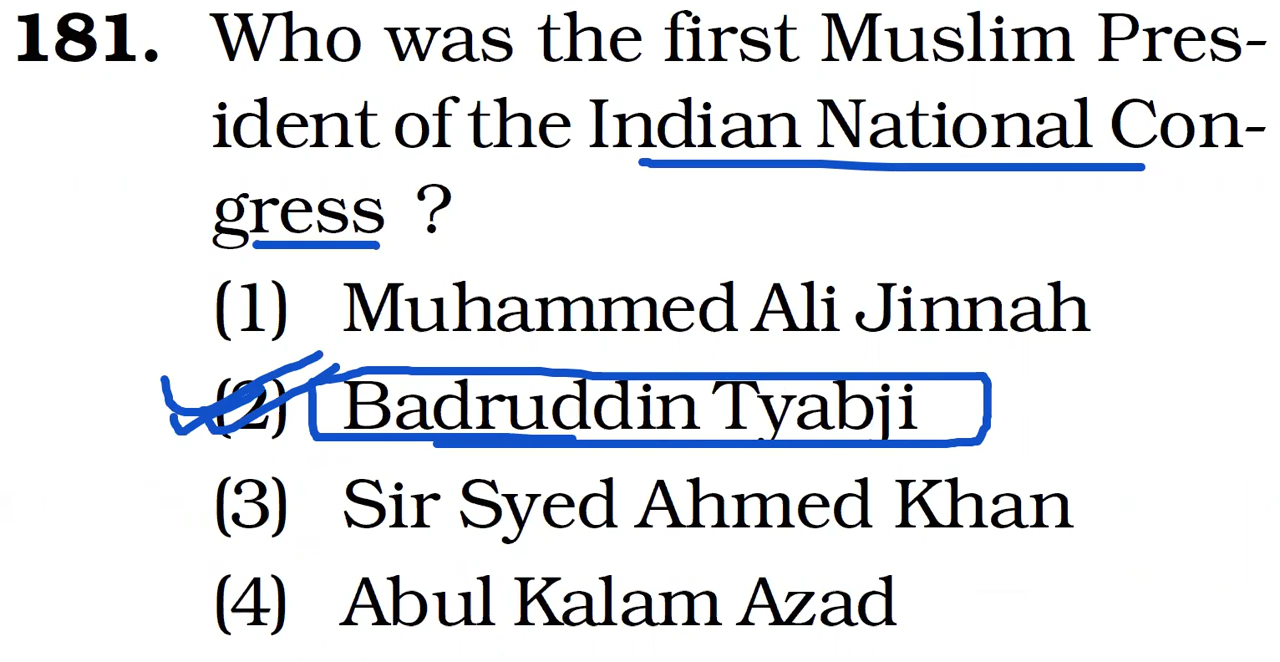 181. Who was the first Muslim Pres-
ident of the Indian National Con-
gress ?
(1) Muhammed Ali Jinnah
(2) Badruddin Tyabji
(3) Sir Syed Ahmed Khan
(4) Abul Kalam Azad